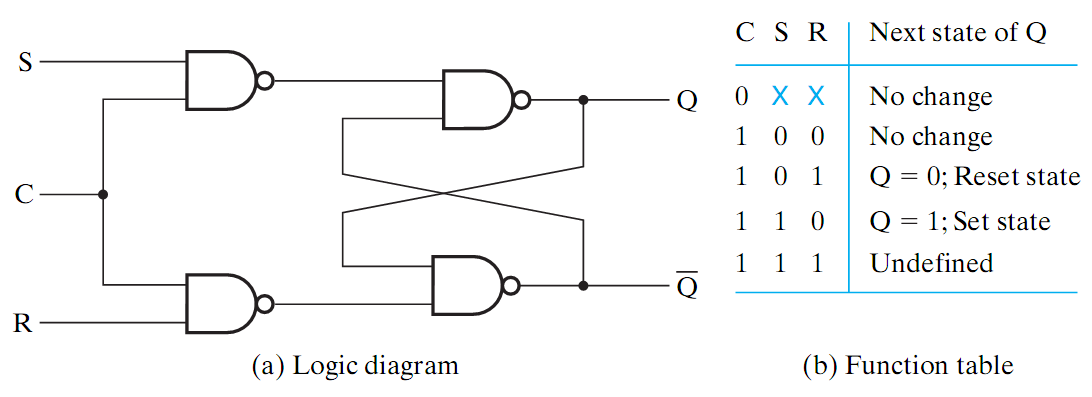 S
C
R
Q
Q̅
(a) Logic diagram
C S R Next state of Q
0 X X No change
1 0 0 No change
1 0 1 Q = 0; Reset state
1 1 0 Q = 1; Set state
1 1 1 Undefined
(b) Function table